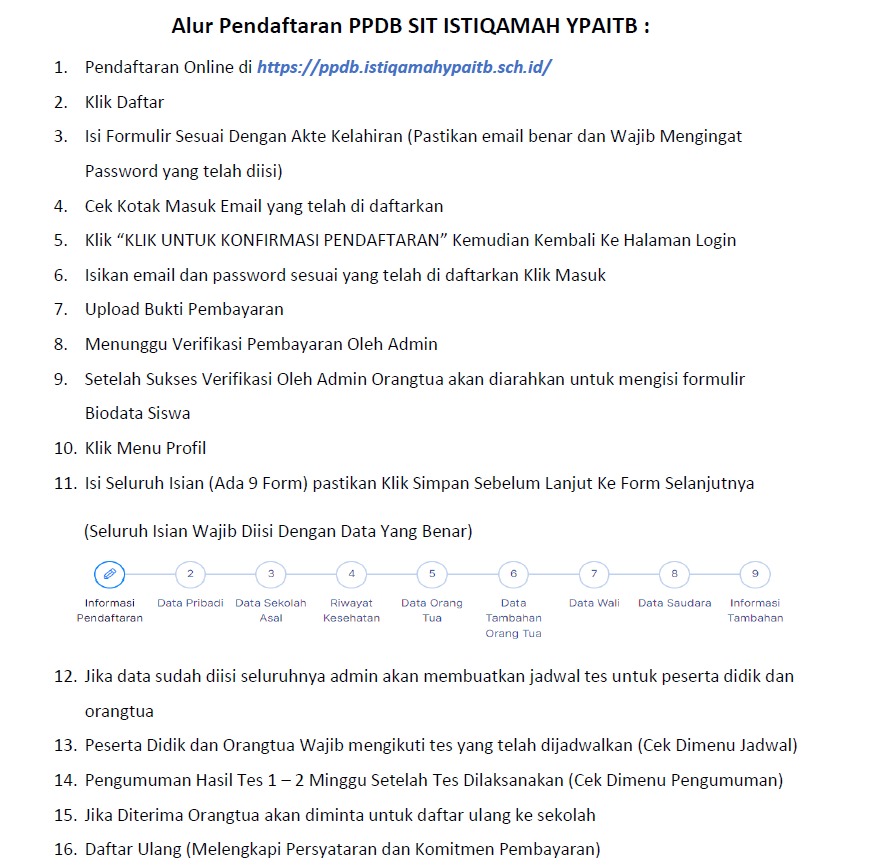 Alur Pendaftaran PPDB SIT ISTIQAMAH YPAITB :
1. Pendaftaran Online di https://ppdb.istiqamahypaitb.sch.id/
2. Klik Daftar
3. Isi Formulir Sesuai Dengan Akte Kelahiran (Pastikan email benar dan Wajib Mengingat
Password yang telah diisi)
4. Cek Kotak Masuk Email yang telah di daftarkan
5. Klik “KLIK UNTUK KONFIRMASI PENDAFTARAN” Kemudian Kembali Ke Halaman Login
6. Isikan email dan password sesuai yang telah di daftarkan Klik Masuk
7. Upload Bukti Pembayaran
8. Menunggu Verifikasi Pembayaran Oleh Admin
9. Setelah Sukses Verifikasi Oleh Admin Orangtua akan diarahkan untuk mengisi formulir
Biodata Siswa
10. Klik Menu Profil
11. Isi Seluruh Isian (Ada 9 Form) pastikan Klik Simpan Sebelum Lanjut Ke Form Selanjutnya
(Seluruh Isian Wajib Diisi Dengan Data Yang Benar)
2 3 4 5 6 7 8 9
Informasi Data Pribadi Data Sekolah Riwayat Data Orang Data Data Wali Data Saudara Informasi
Pendaftaran Asal Kesehatan Tua Tambahan Tambahan
Orang Tua
12. Jika data sudah diisi seluruhnya admin akan membuatkan jadwal tes untuk peserta didik dan
orangtua
13. Peserta Didik dan Orangtua Wajib mengikuti tes yang telah dijadwalkan (Cek Dimenu Jadwal)
14. Pengumuman Hasil Tes 1 – 2 Minggu Setelah Tes Dilaksanakan (Cek Dimenu Pengumuman)
15. Jika Diterima Orangtua akan diminta untuk daftar ulang ke sekolah
16. Daftar Ulang (Melengkapi Persyataran dan Komitmen Pembayaran)